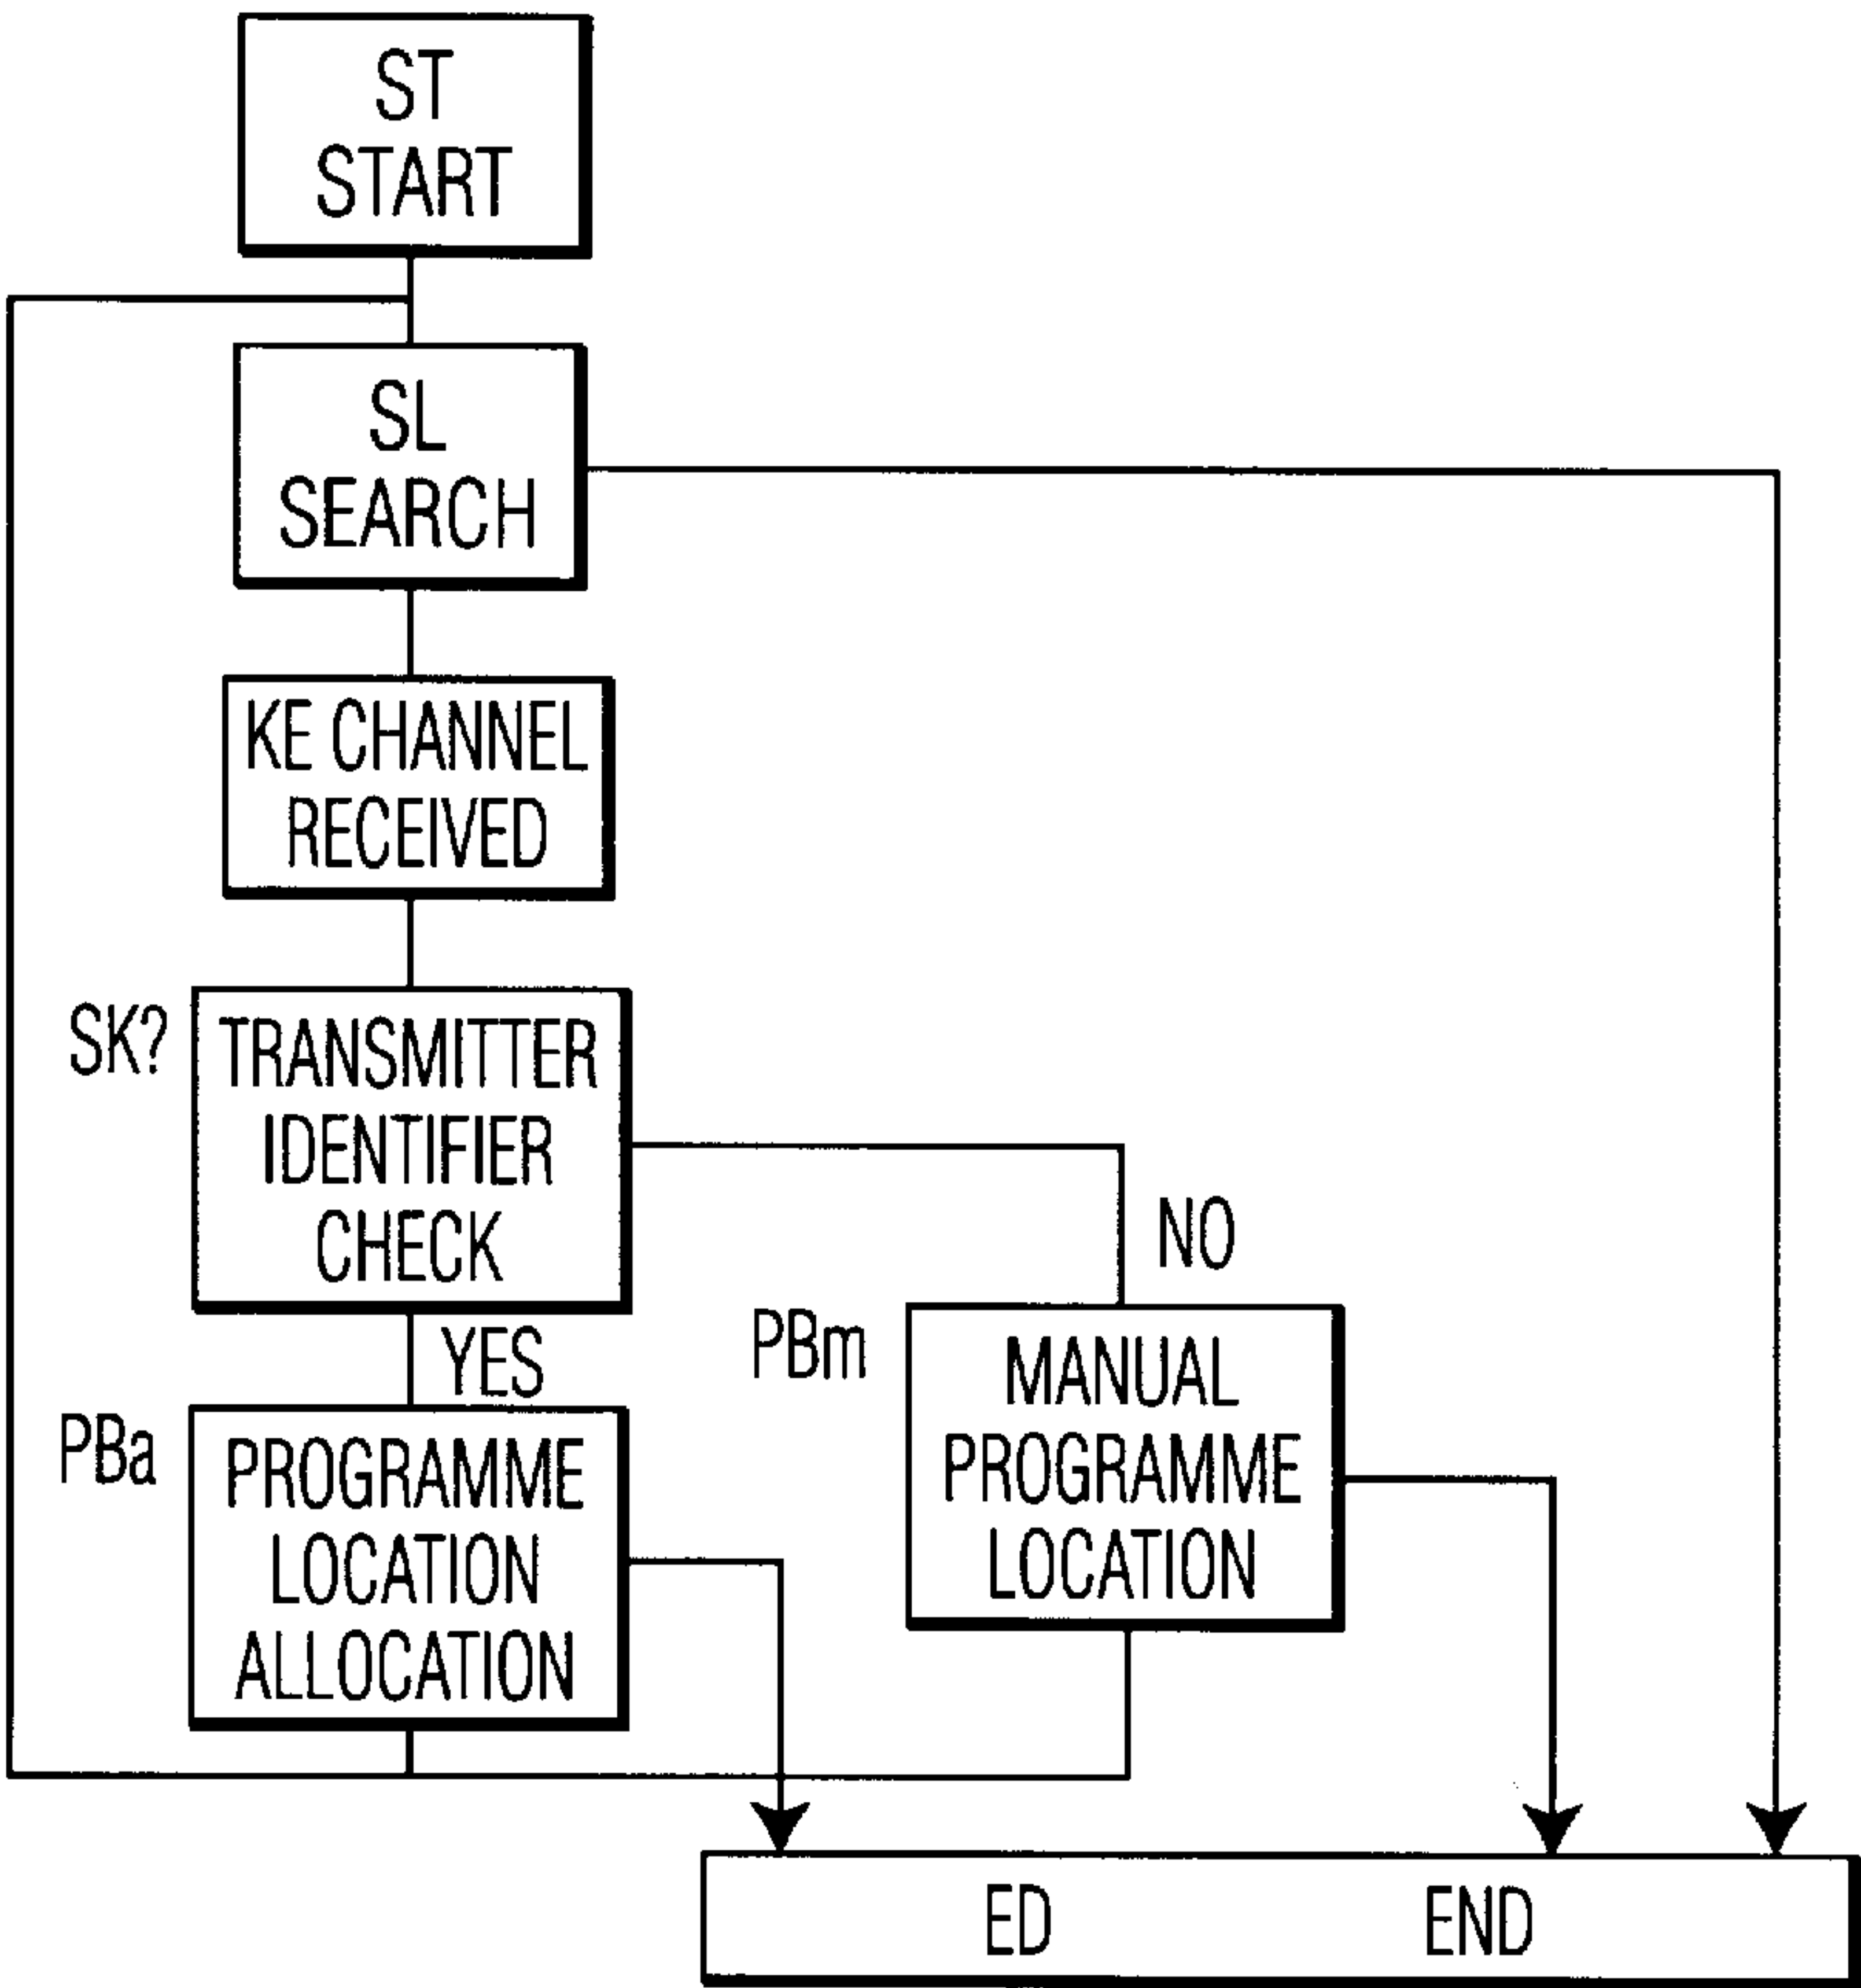 ST
START
SL
SEARCH
KE CHANNEL
RECEIVED
SK?
TRANSMITTER
IDENTIFIER
CHECK
NO
YES
PBm
MANUAL
PROGRAMME
LOCATION
PBa
PROGRAMME
LOCATION
ALLOCATION
ED END